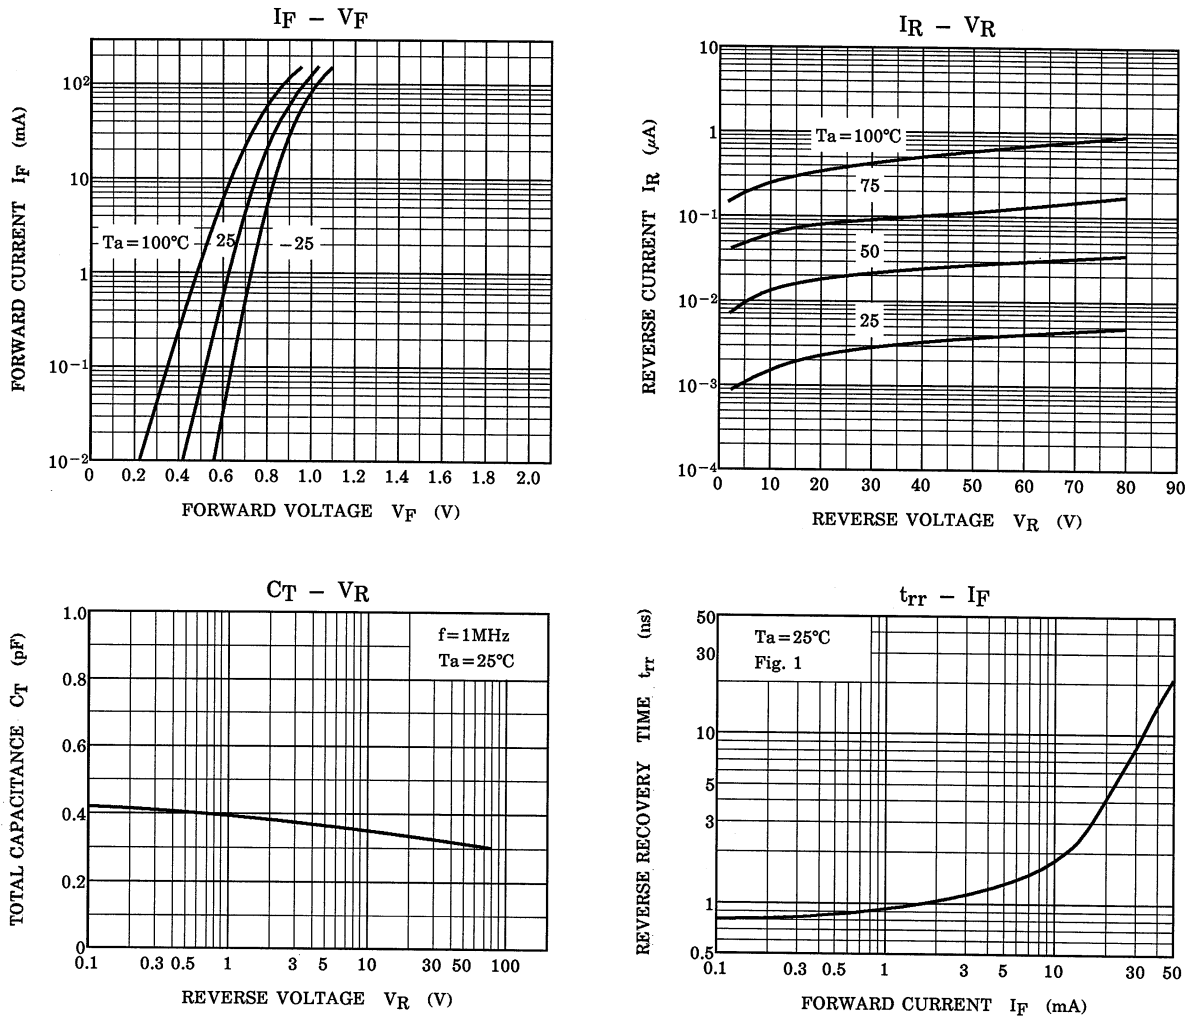 IF – VF
FORWARD CURRENT IF (mA)
10²
10
1
10⁻¹
10⁻²
Ta=100℃
25
−25
0 0.2 0.4 0.6 0.8 1.0 1.2 1.4 1.6 1.8 2.0
FORWARD VOLTAGE VF (V)
IR – VR
REVERSE CURRENT IR (μA)
10
1
10⁻¹
10⁻²
10⁻³
10⁻⁴
Ta=100℃
75
50
25
0 10 20 30 40 50 60 70 80 90
REVERSE VOLTAGE VR (V)
CT – VR
TOTAL CAPACITANCE CT (pF)
1.0
0.8
0.6
0.4
0.2
0
f=1MHz
Ta=25℃
0.1 0.3 0.5 1 3 5 10 30 50 100
REVERSE VOLTAGE VR (V)
trr – IF
REVERSE RECOVERY TIME trr (ns)
50
30
10
5
3
1
0.5
Ta=25℃
Fig. 1
0.1 0.3 0.5 1 3 5 10 30 50
FORWARD CURRENT IF (mA)